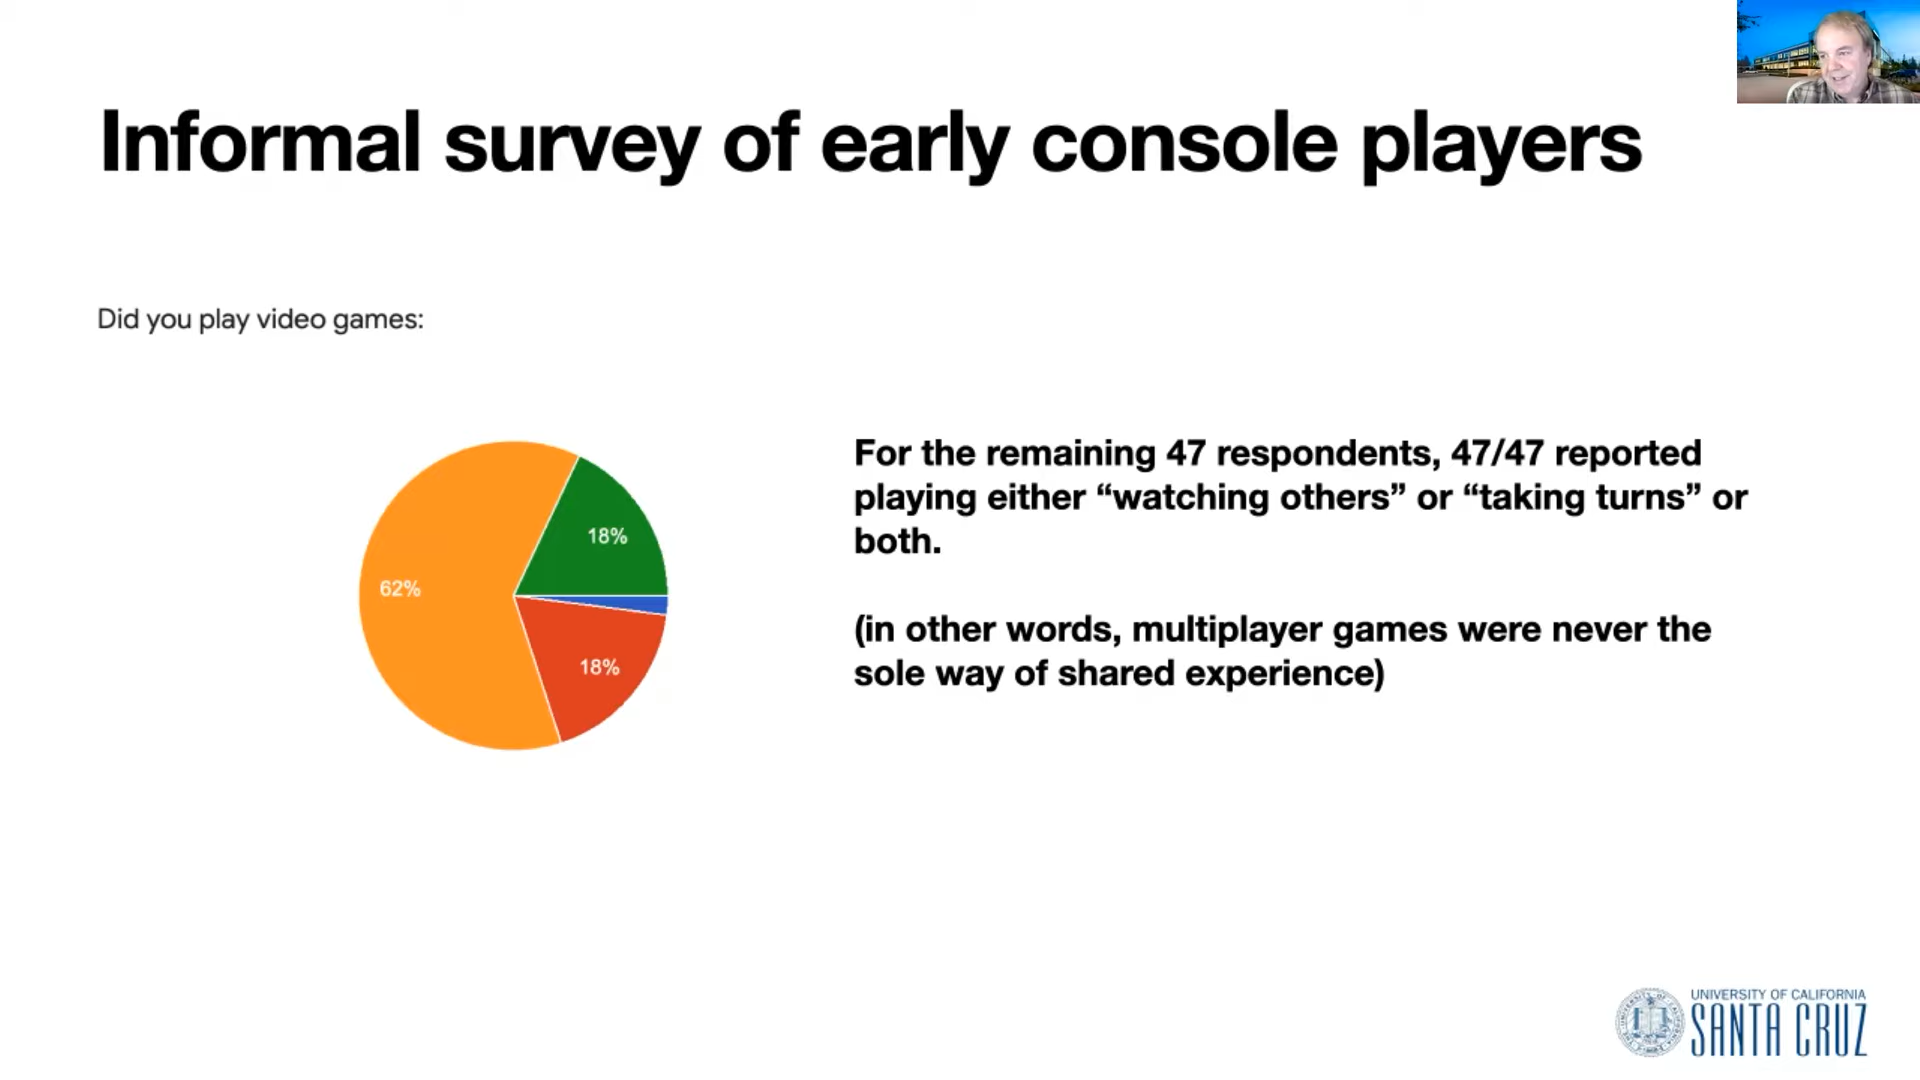 Informal survey of early console players
Did you play video games:
18%
62%
18%
For the remaining 47 respondents, 47/47 reported
playing either “watching others” or “taking turns” or
both.
(in other words, multiplayer games were never the
sole way of shared experience)
UNIVERSITY OF CALIFORNIA
SANTA CRUZ